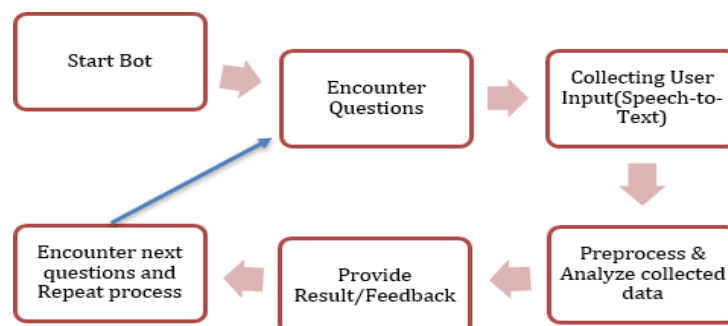 Start Bot
Encounter
Questions
Collecting User
Input(Speech-to-
Text)
Preprocess &
Analyze collected
data
Provide
Result/Feedback
Encounter next
questions and
Repeat process